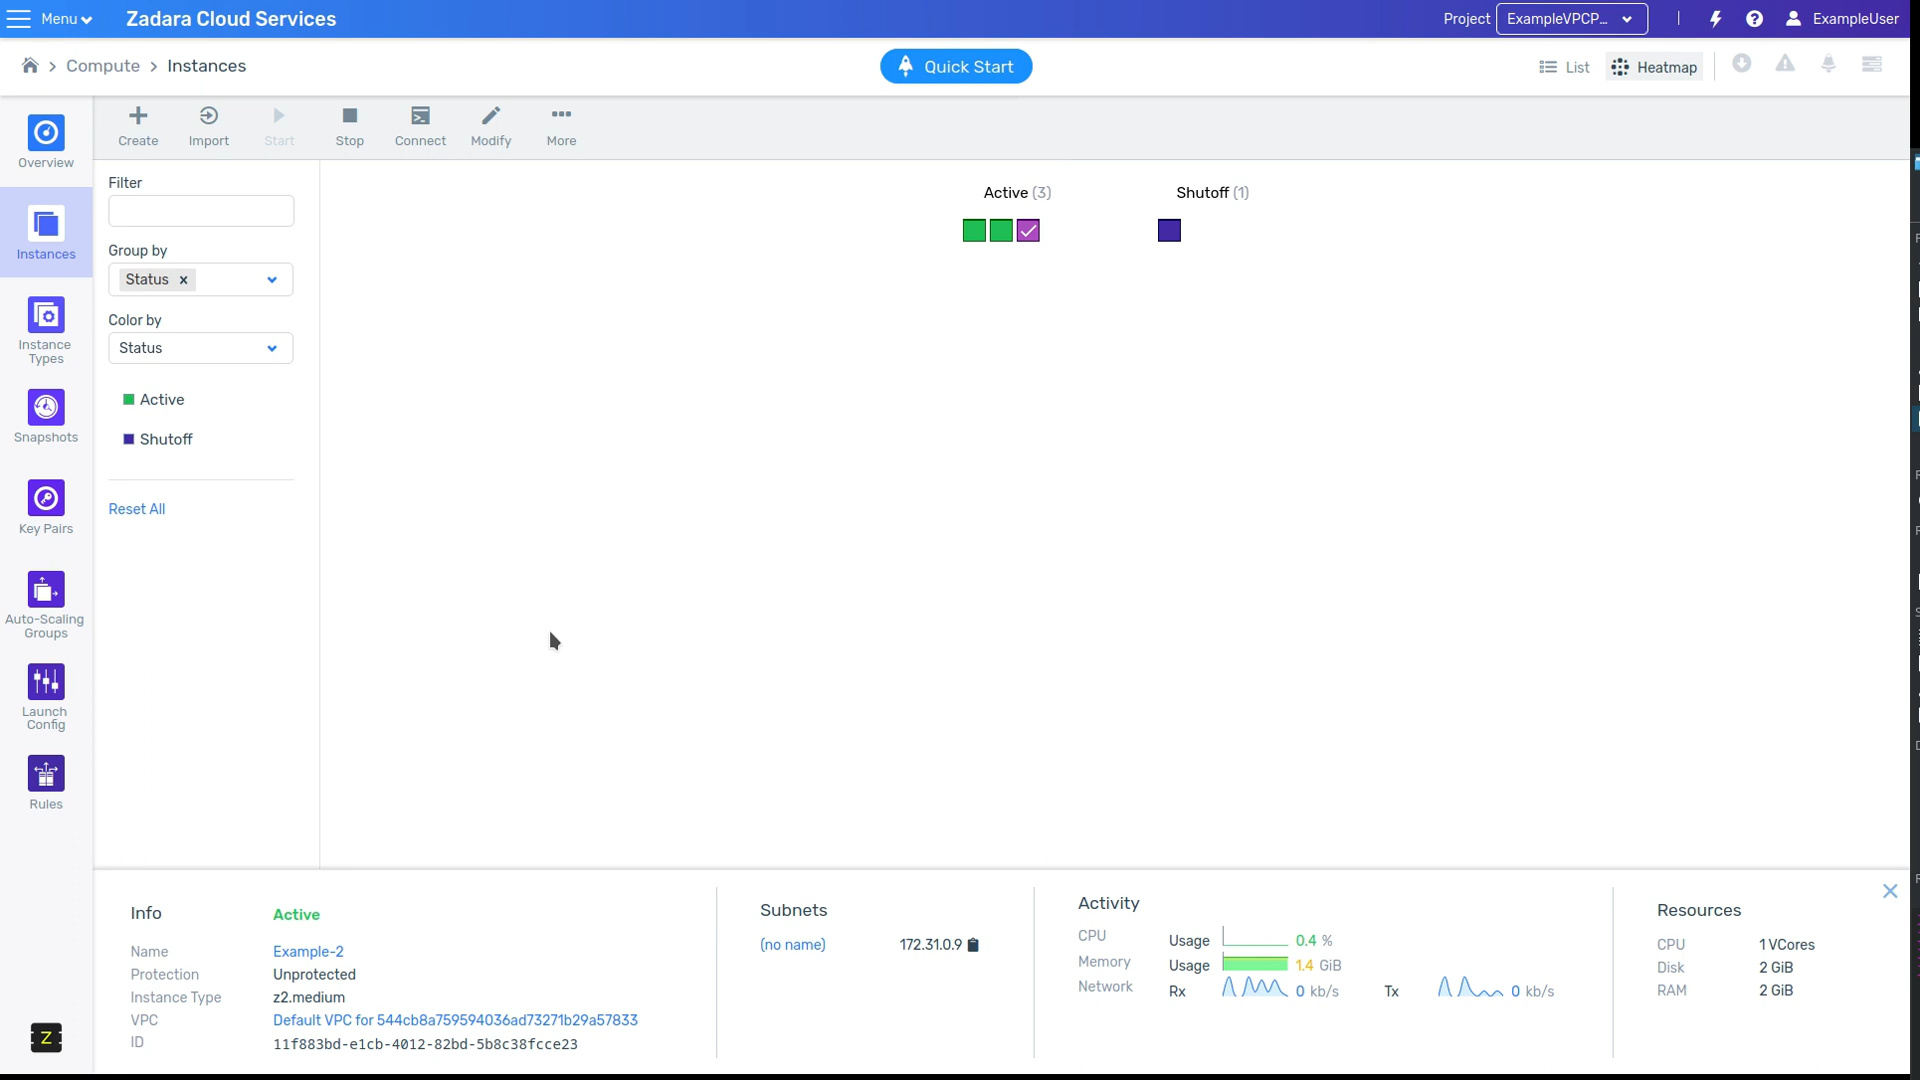 Menu
Zadara Cloud Services
Project
ExampleVPCP...
ExampleUser
Compute
Instances
Quick Start
List
Heatmap
Create
Import
Start
Stop
Connect
Modify
More
Overview
Instances
Instance
Types
Snapshots
Key Pairs
Auto-Scaling
Groups
Launch
Config
Rules
Z
Filter
Group by
Status
Color by
Status
Active
Shutoff
Reset All
Active (3)
Shutoff (1)
Info
Active
Name
Example-2
Protection
Unprotected
Instance Type
z2.medium
VPC
Default VPC for 544cb8a759594036ad73271b29a57833
ID
11f883bd-e1cb-4012-82bd-5b8c38fcce23
Subnets
(no name)
172.31.0.9
Activity
CPU
Usage
0.4 %
Memory
Usage
1.4 GiB
Network
Rx
0 kb/s
Tx
0 kb/s
Resources
CPU
1 VCores
Disk
2 GiB
RAM
2 GiB